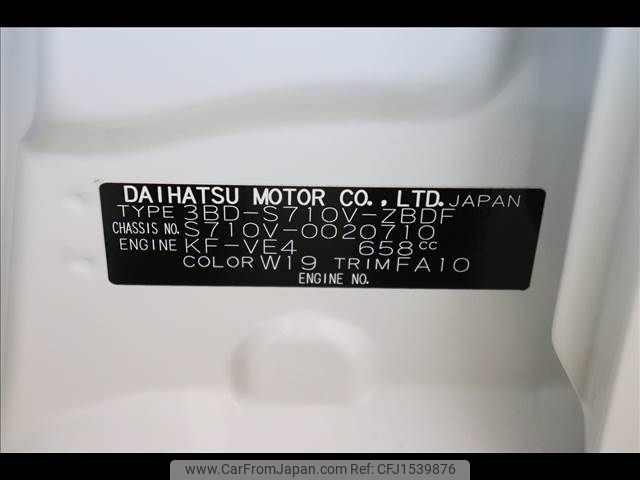 DAIHATSU MOTOR CO., LTD. JAPAN
TYPE 3BD-S710V-ZBDF
CHASSIS NO. S710V-0020710
ENGINE KF-VE4 658cc
COLOR W19 TRIM FA10
ENGINE NO.
www.CarFromJapan.com - CFJ1539876